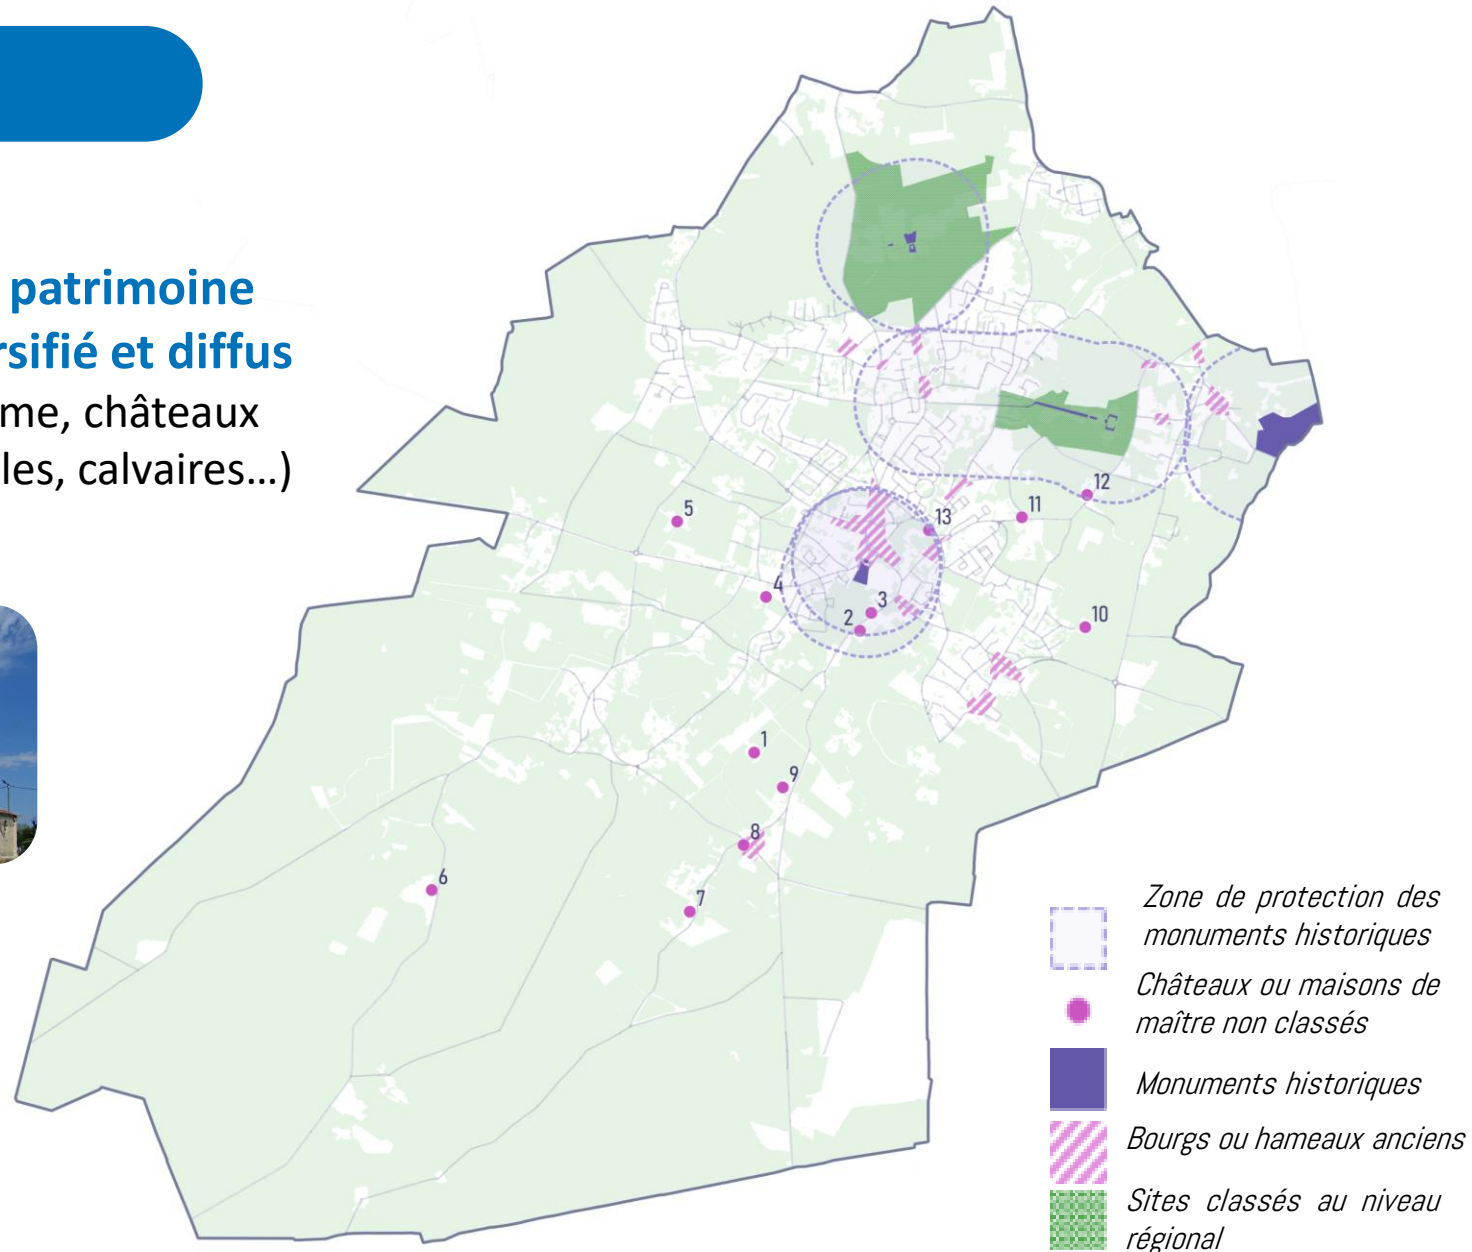 patrimoine
rsifié et diffus
me, châteaux
les, calvaires...)
5
4
13
11
12
3
2
10
1
9
8
6
7
Zone de protection des
monuments historiques
Châteaux ou maisons de
maître non classés
Monuments historiques
Bourgs ou hameaux anciens
Sites classés au niveau
régional